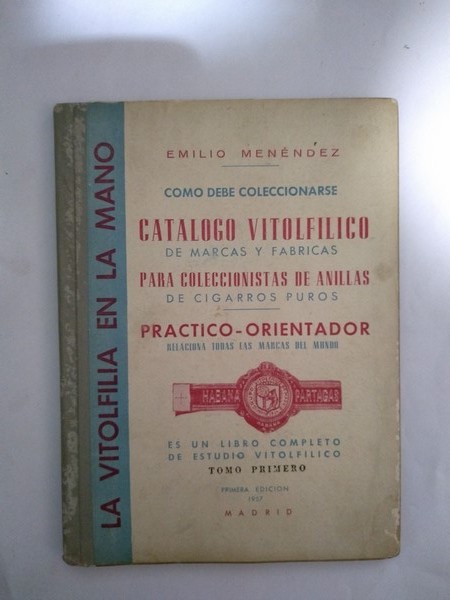 LA VITOLFILIA EN LA MANO
EMILIO MENÉNDEZ
COMO DEBE COLECCIONARSE
CATALOGO VITOLFILICO
DE MARCAS Y FABRICAS
PARA COLECCIONISTAS DE ANILLAS
DE CIGARROS PUROS
PRACTICO-ORIENTADOR
RELACIONA TODAS LAS MARCAS DEL MUNDO
HABANA PARTAGAS
HABANA
ES UN LIBRO COMPLETO
DE ESTUDIO VITOLFILICO
TOMO PRIMERO
PRIMERA EDICION
1957
MADRID